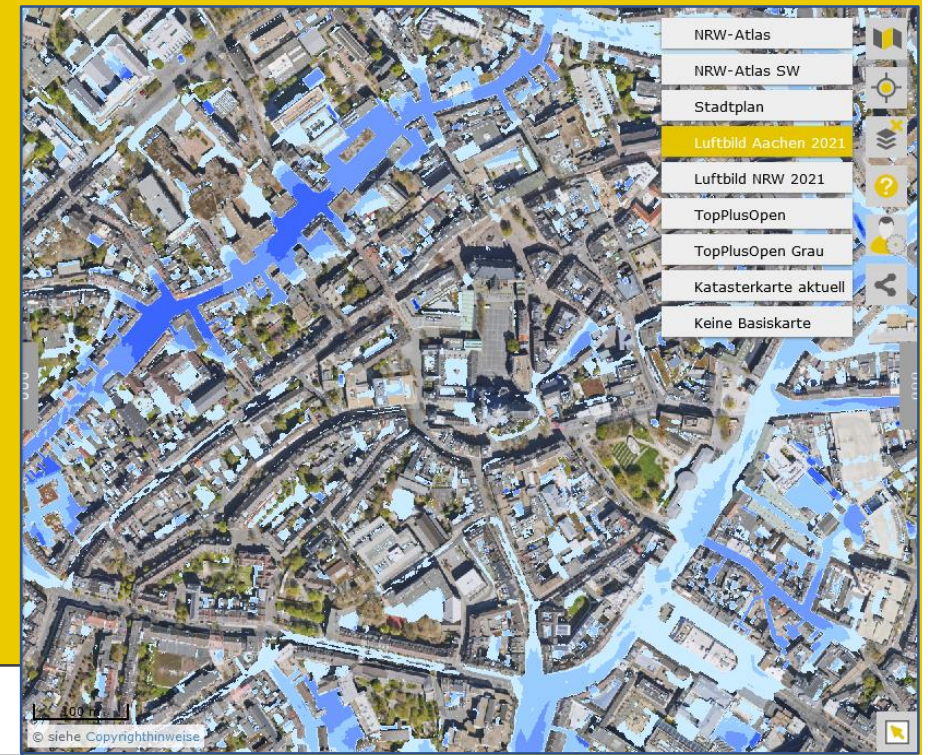 NRW-Atlas
NRW-Atlas SW
Stadtplan
Luftbild Aachen 2021
Luftbild NRW 2021
TopPlusOpen
TopPlusOpen Grau
Katasterkarte aktuell
Keine Basiskarte
100 m
© siehe Copyrighthinweise